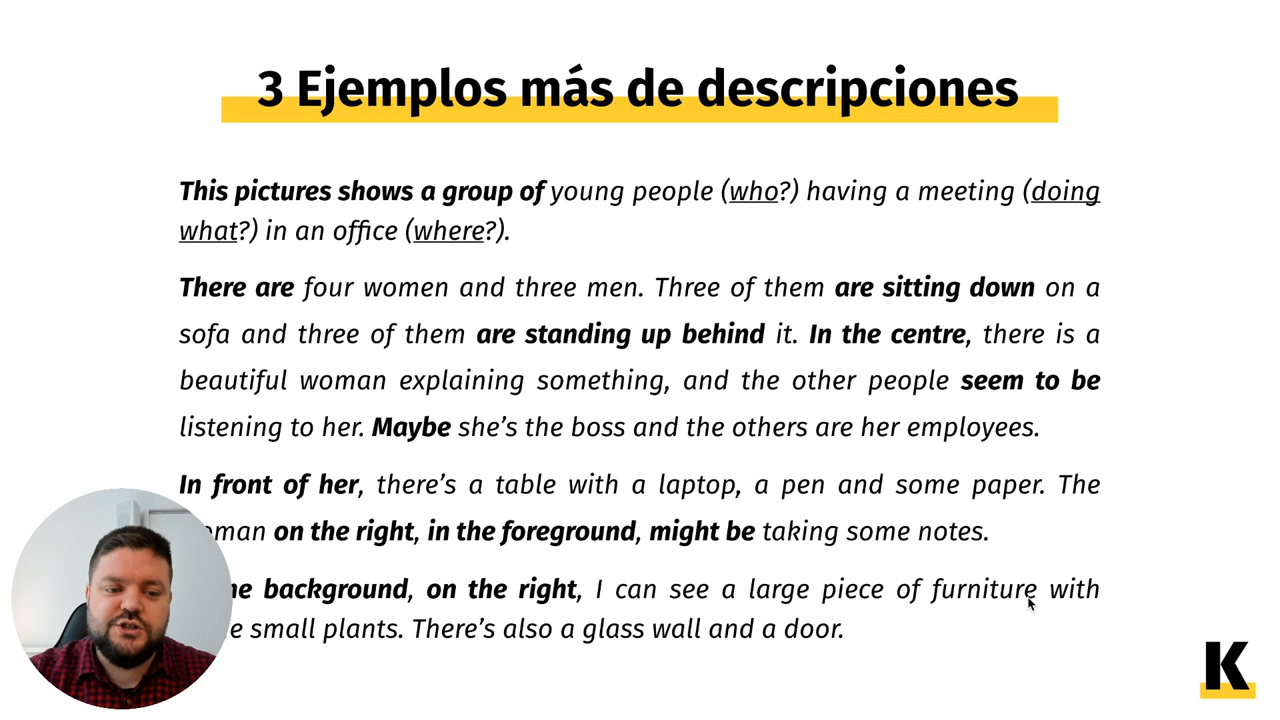 3 Ejemplos más de descripciones
This pictures shows a group of young people (who?) having a meeting (doing
what?) in an office (where?).
There are four women and three men. Three of them are sitting down on a
sofa and three of them are standing up behind it. In the centre, there is a
beautiful woman explaining something, and the other people seem to be
listening to her. Maybe she's the boss and the others are her employees.
In front of her, there's a table with a laptop, a pen and some paper. The
on the right, in the foreground, might be taking some notes.
background, on the right, I can see a large piece of furniture with
small plants. There's also a glass wall and a door.
K